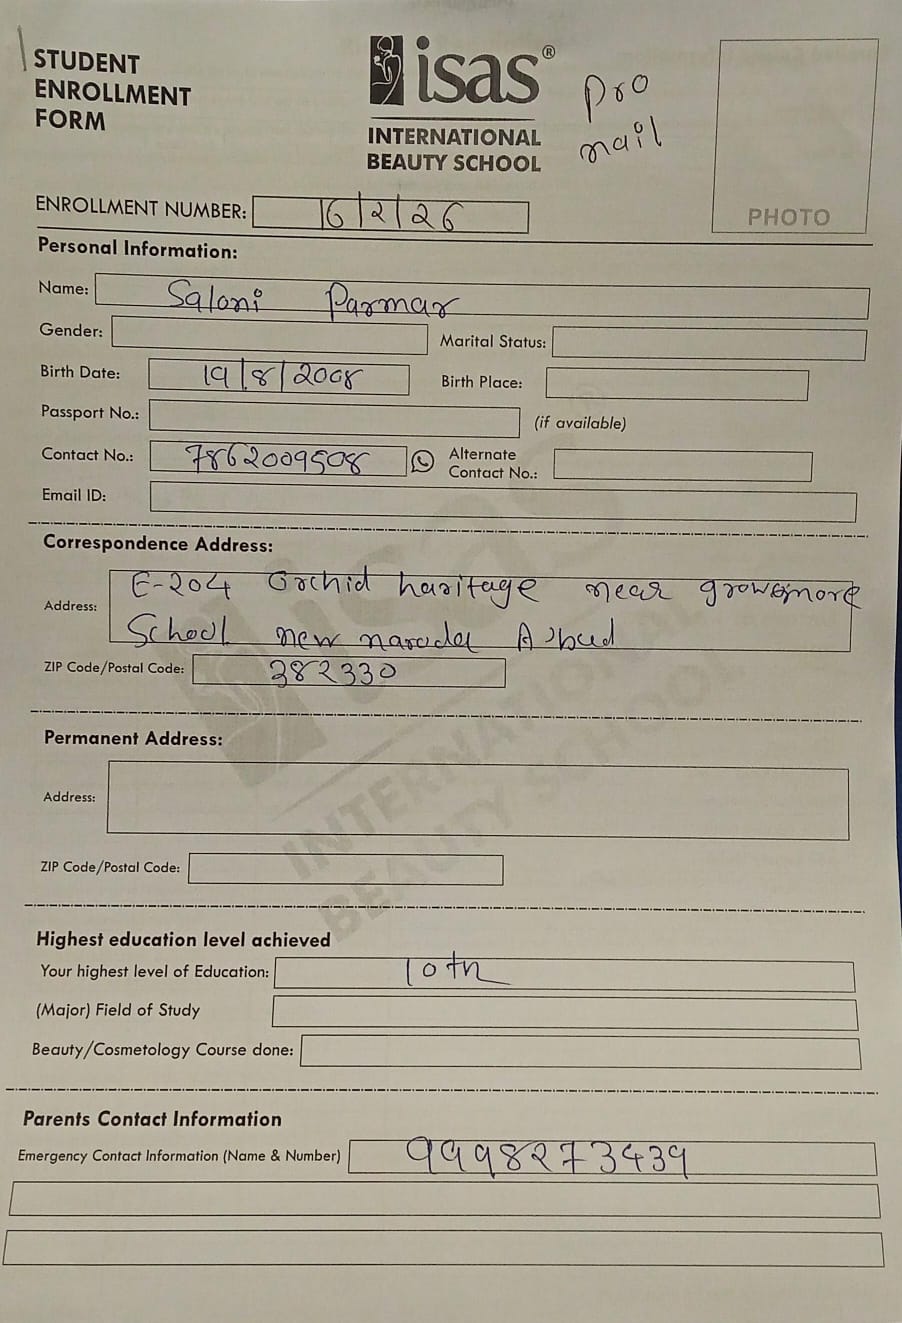 STUDENT
ENROLLMENT
FORM
isas®
INTERNATIONAL
BEAUTY SCHOOL
Pro
nail
PHOTO
ENROLLMENT NUMBER: 16/2/26
Personal Information:
Name: Saloni Parmar
Gender: Marital Status:
Birth Date: 19/8/2008 Birth Place:
Passport No.: (if available)
Contact No.: 7862009508 Alternate
Contact No.:
Email ID:
Correspondence Address:
Address: E-204 Orchid haritage near growmore
School new naroda A'bad
ZIP Code/Postal Code: 382330
Permanent Address:
Address:
ZIP Code/Postal Code:
Highest education level achieved
Your highest level of Education: 10th
(Major) Field of Study
Beauty/Cosmetology Course done:
Parents Contact Information
Emergency Contact Information (Name & Number) 9998273439
isas®
INTERNATIONAL
BEAUTY SCHOOL